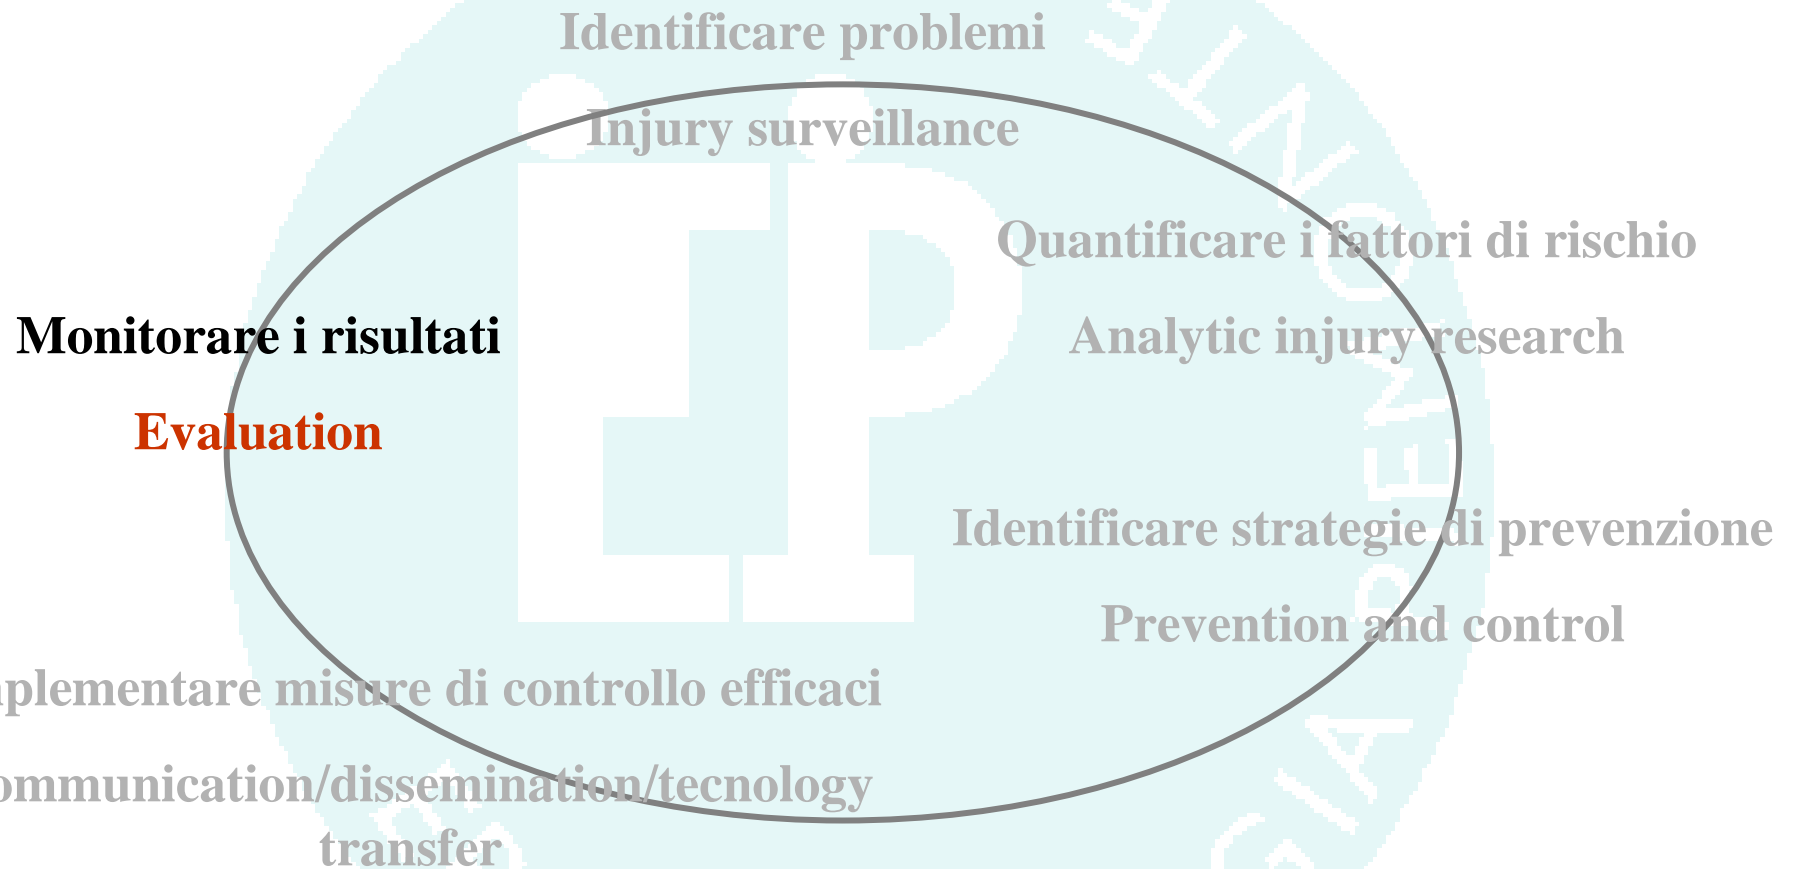 Identificare problemi
Injury surveillance
Quantificare i fattori di rischio
Analytic injury research
Monitorare i risultati
Evaluation
Identificare strategie di prevenzione
Prevention and control
plementare misure di controllo efficaci
ommunication/dissemination/tecnology
transfer